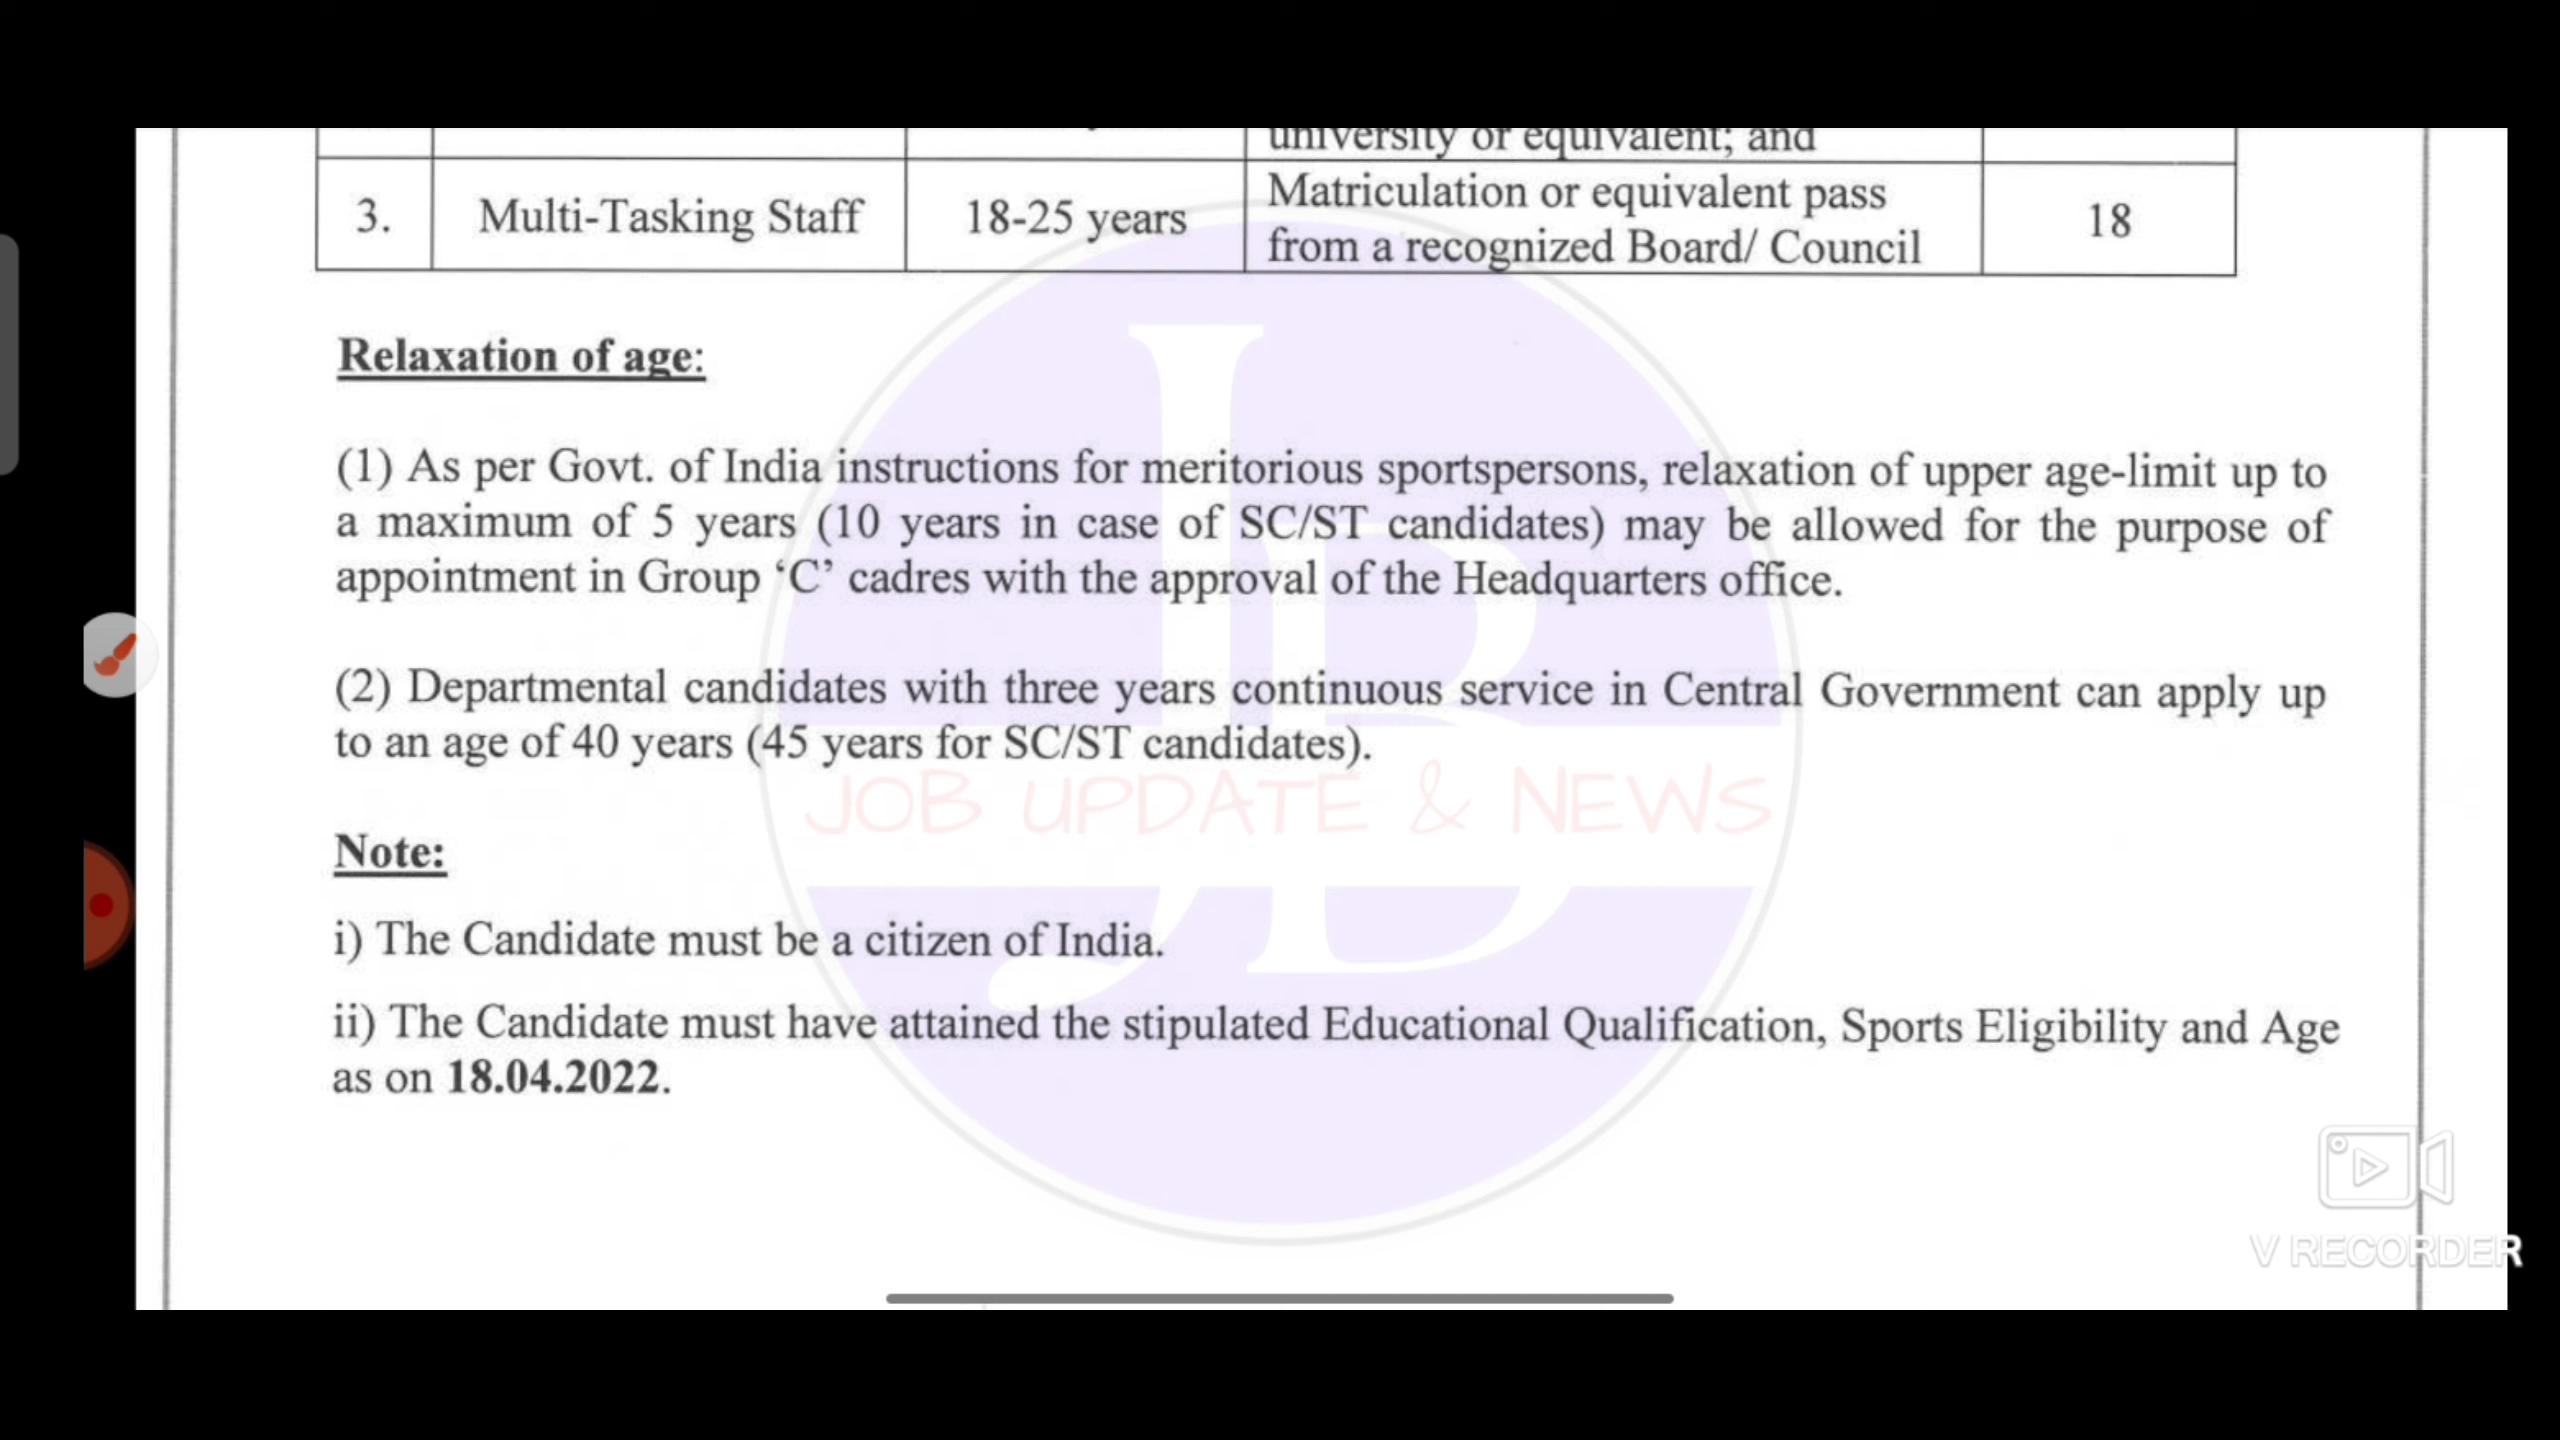 university or equivalent; and
3. Multi-Tasking Staff 18-25 years Matriculation or equivalent pass from a recognized Board/ Council 18
Relaxation of age:
(1) As per Govt. of India instructions for meritorious sportspersons, relaxation of upper age-limit up to
a maximum of 5 years (10 years in case of SC/ST candidates) may be allowed for the purpose of
appointment in Group ‘C’ cadres with the approval of the Headquarters office.
(2) Departmental candidates with three years continuous service in Central Government can apply up
to an age of 40 years (45 years for SC/ST candidates).
JOB UPDATE & NEWS
Note:
i) The Candidate must be a citizen of India.
ii) The Candidate must have attained the stipulated Educational Qualification, Sports Eligibility and Age
as on 18.04.2022.
V RECORDER